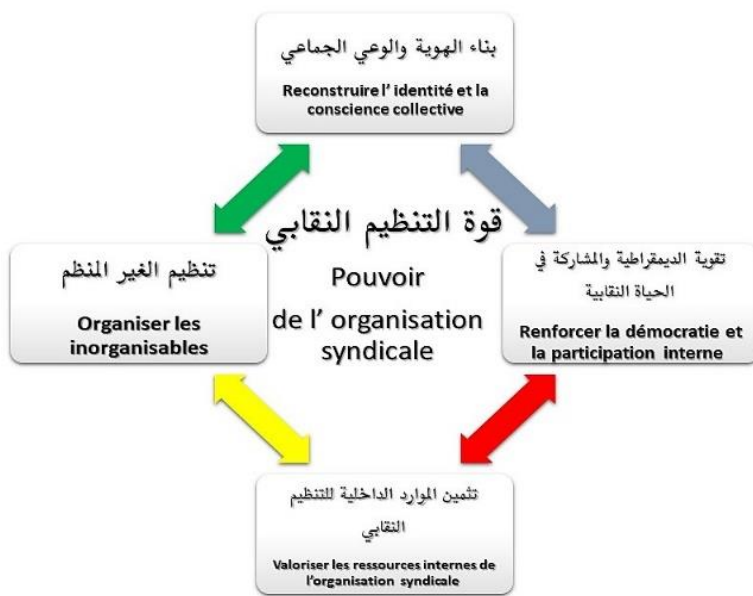 بناء الهوية والوعي الجماعي
Reconstruire l' identité et la
conscience collective
قوة التنظيم النقابي
Pouvoir
de l' organisation
syndicale
تنظيم الغير المنظم
Organiser les
inorganisables
تقوية الديمقراطية والمشاركة في
الحياة النقابية
Renforcer la démocratie et
la participation interne
تثمين الموارد الداخلية للتنظيم
النقابي
Valoriser les ressources internes de
l'organisation syndicale